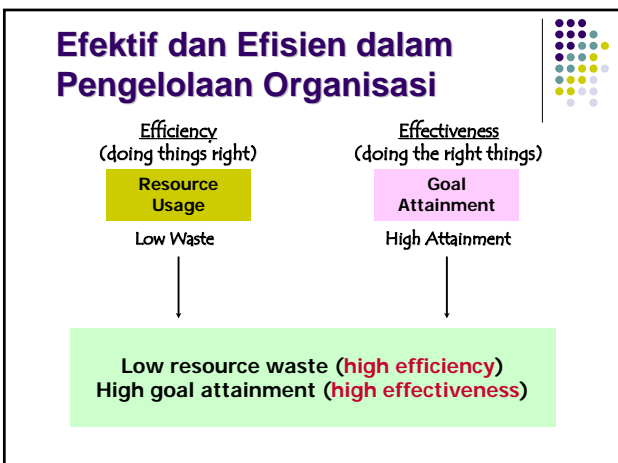 Efektif dan Efisien dalam
Pengelolaan Organisasi
Efficiency
(doing things right)
Resource
Usage
Low Waste
Effectiveness
(doing the right things)
Goal
Attainment
High Attainment
Low resource waste (high efficiency)
High goal attainment (high effectiveness)